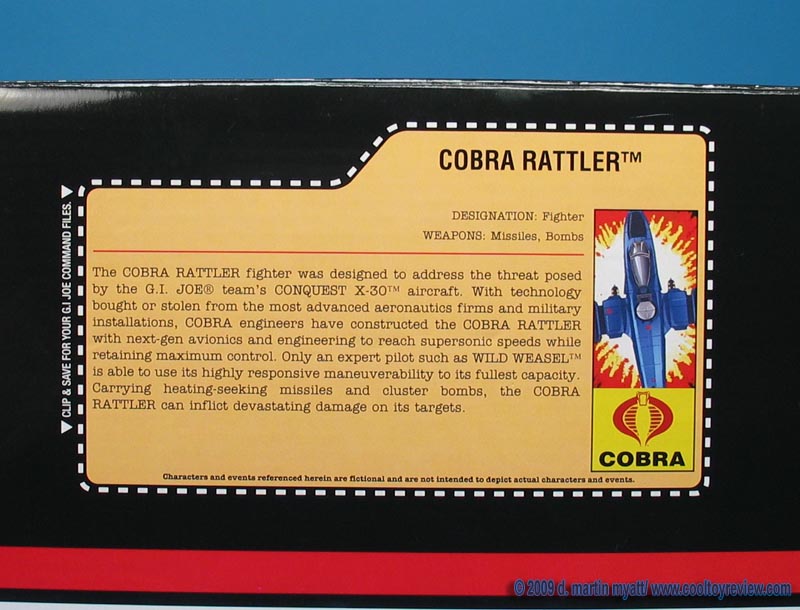 COBRA RATTLER™
DESIGNATION: Fighter
WEAPONS: Missiles, Bombs
The COBRA RATTLER fighter was designed to address the threat posed
by the G.I. JOE® team's CONQUEST X-30™ aircraft. With technology
bought or stolen from the most advanced aeronautics firms and military
installations, COBRA engineers have constructed the COBRA RATTLER
with next-gen avionics and engineering to reach supersonic speeds while
retaining maximum control. Only an expert pilot such as WILD WEASEL™
is able to use its highly responsive maneuverability to its fullest capacity.
Carrying heating-seeking missiles and cluster bombs, the COBRA
RATTLER can inflict devastating damage on its targets.
COBRA
Characters and events referenced herein are fictional and are not intended to depict actual characters and events.
CLIP & SAVE FOR YOUR G.I JOE COMMAND FILES.
© 2009 d. martin myatt/ www.cooltoyreview.com